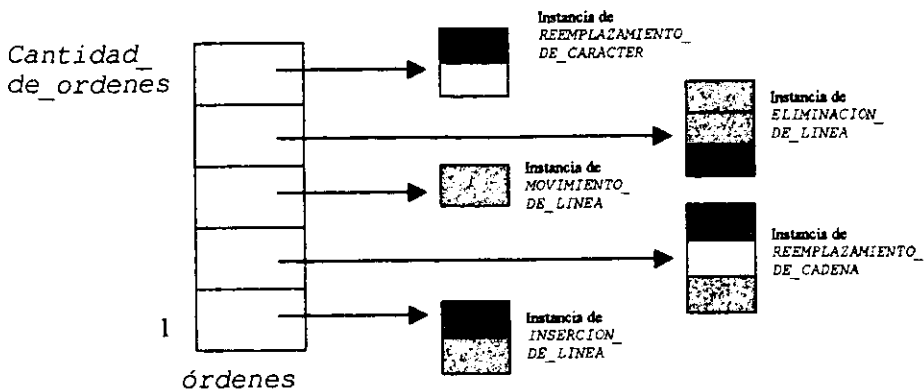 Cantidad_
de_ordenes
Instancia de
REEMPLAZAMIENTO_
DE_CARACTER
Instancia de
ELIMINACION_
DE_LINEA
Instancia de
MOVIMIENTO_
DE_LINEA
Instancia de
REEMPLAZAMIENTO_
DE_CADENA
1
Instancia de
INSERCION_
DE_LINEA
órdenes